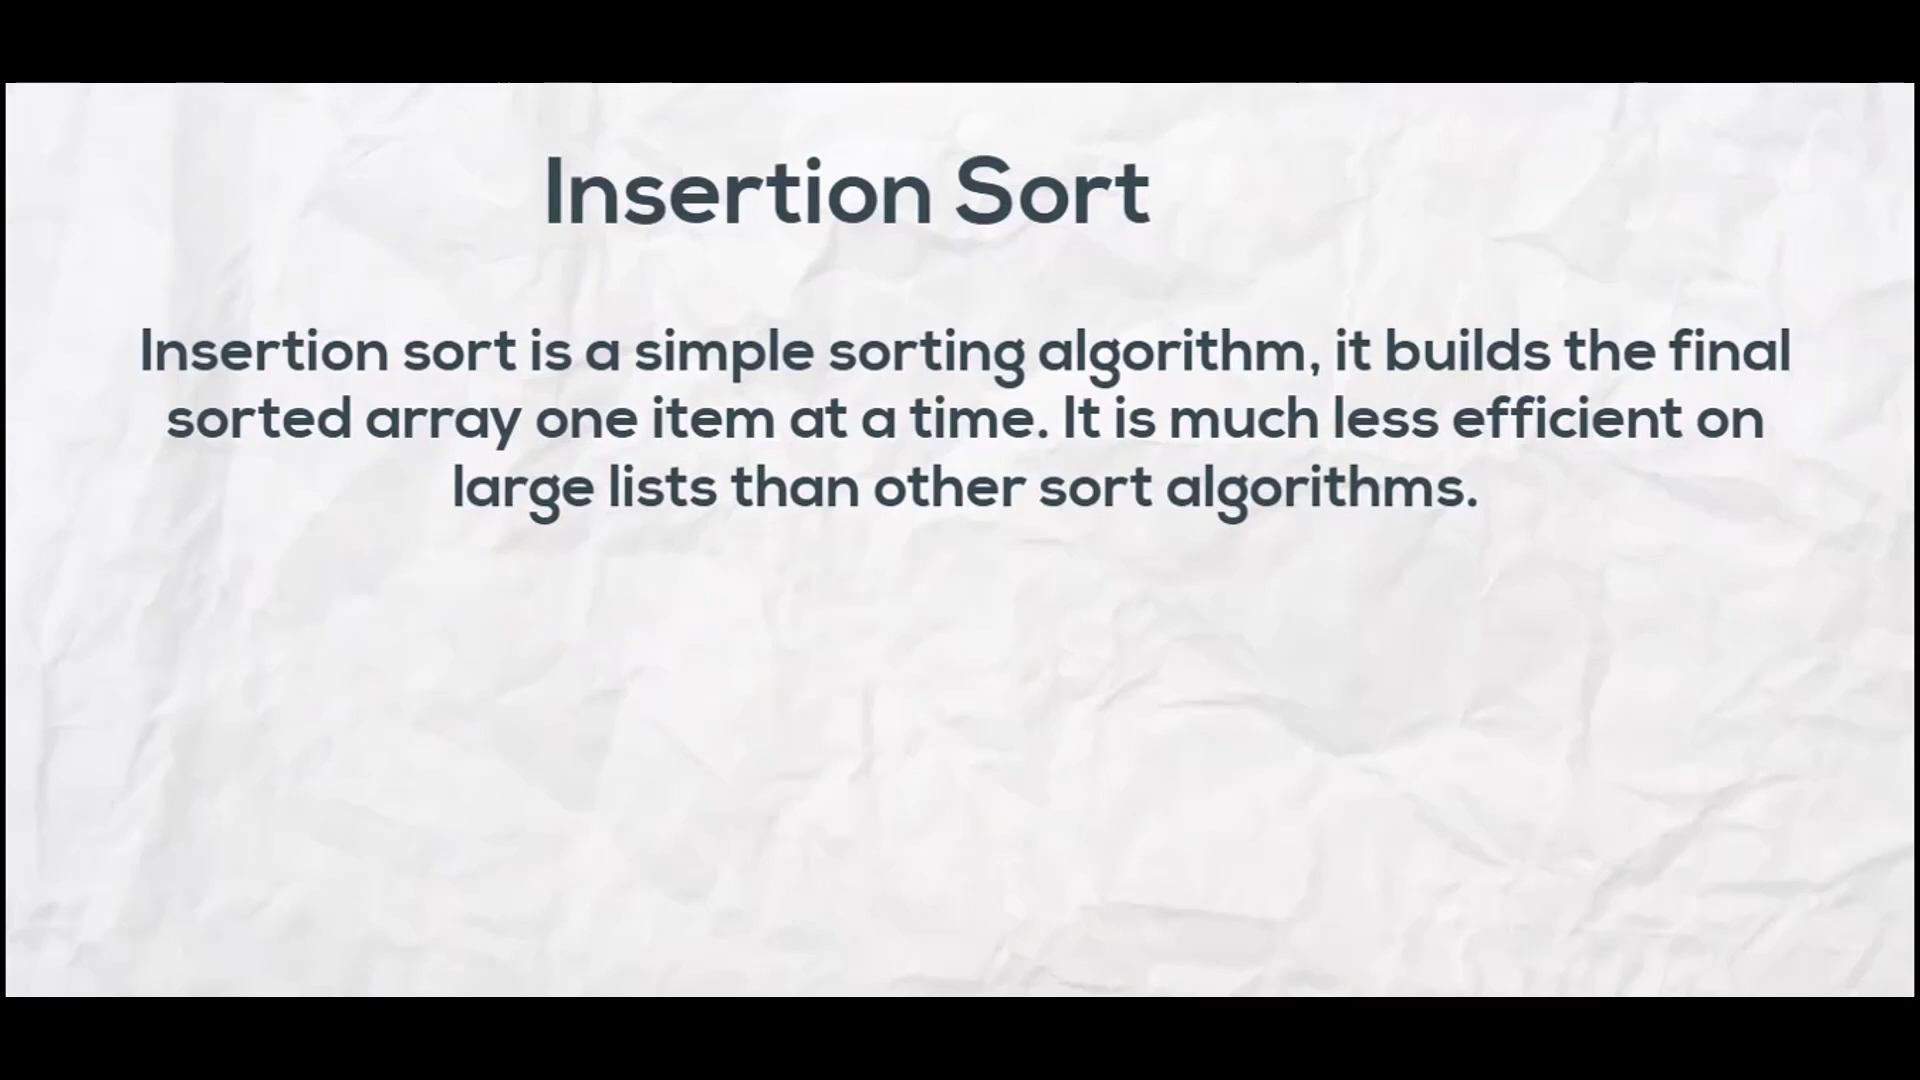 Insertion Sort
Insertion sort is a simple sorting algorithm, it builds the final
sorted array one item at a time. It is much less efficient on
large lists than other sort algorithms.